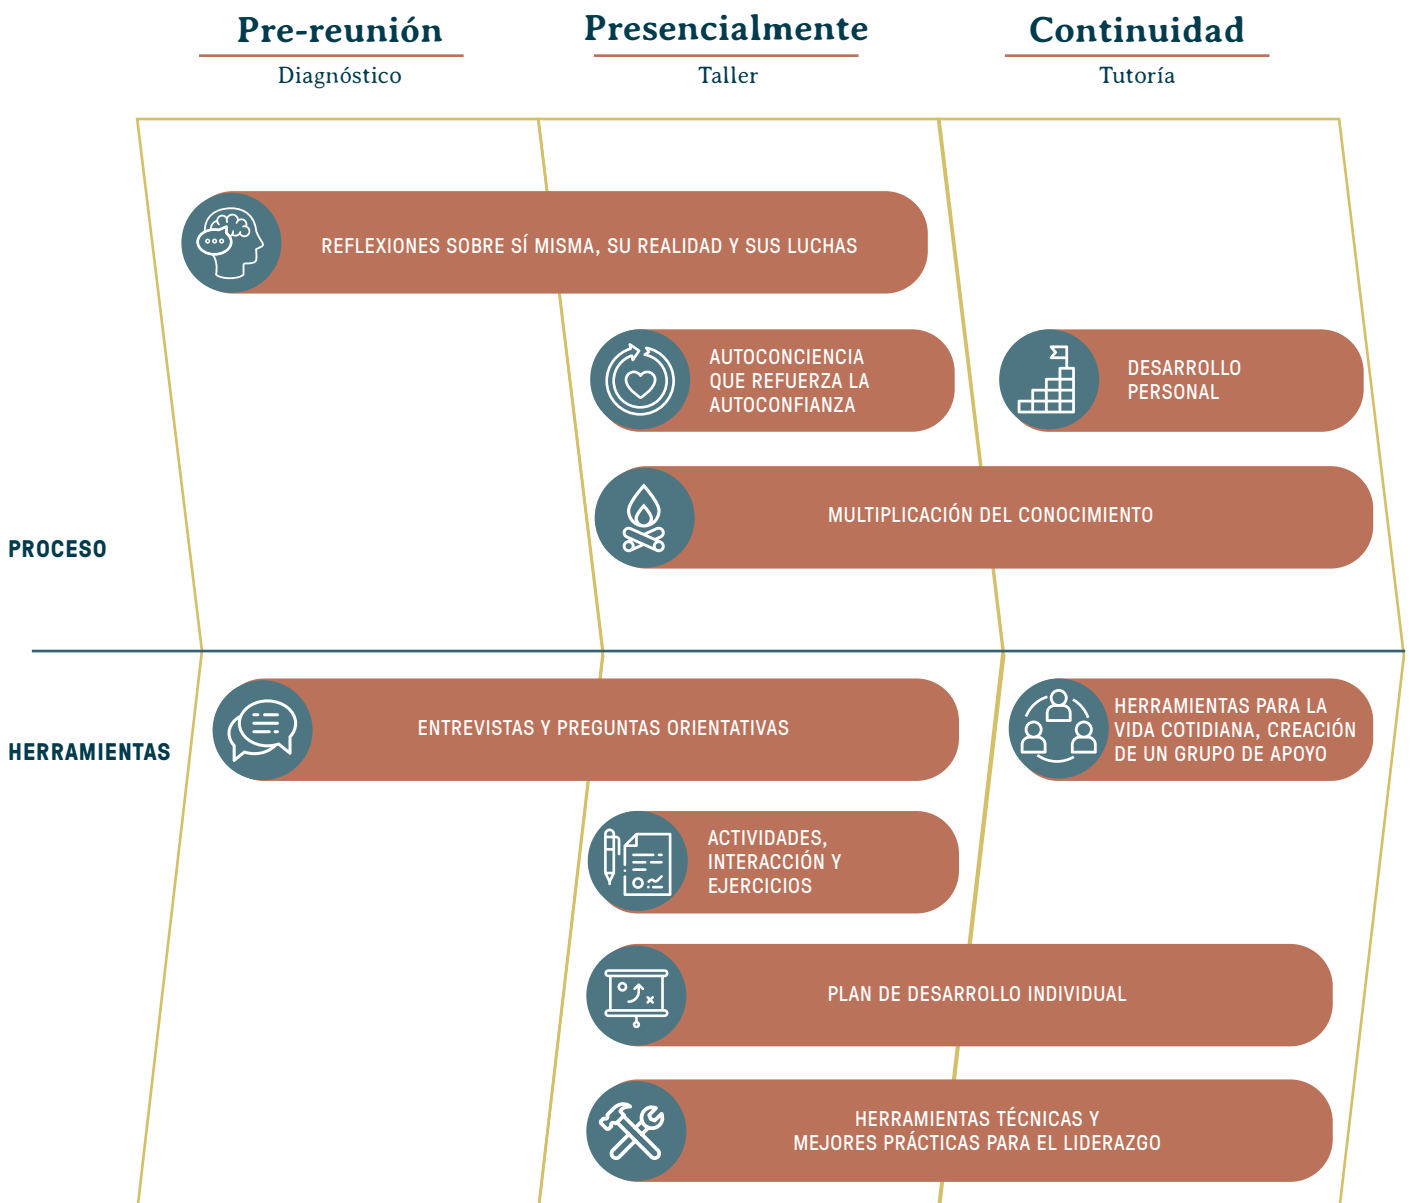 Pre-reunión
Diagnóstico
Presencialmente
Taller
Continuidad
Tutoría
REFLEXIONES SOBRE SÍ MISMA, SU REALIDAD Y SUS LUCHAS
AUTOCONCIENCIA
QUE REFUERZA LA
AUTOCONFIANZA
DESARROLLO
PERSONAL
MULTIPLICACIÓN DEL CONOCIMIENTO
PROCESO
HERRAMIENTAS
ENTREVISTAS Y PREGUNTAS ORIENTATIVAS
HERRAMIENTAS PARA LA
VIDA COTIDIANA, CREACIÓN
DE UN GRUPO DE APOYO
ACTIVIDADES,
INTERACCIÓN Y
EJERCICIOS
PLAN DE DESARROLLO INDIVIDUAL
HERRAMIENTAS TÉCNICAS Y
MEJORES PRÁCTICAS PARA EL LIDERAZGO